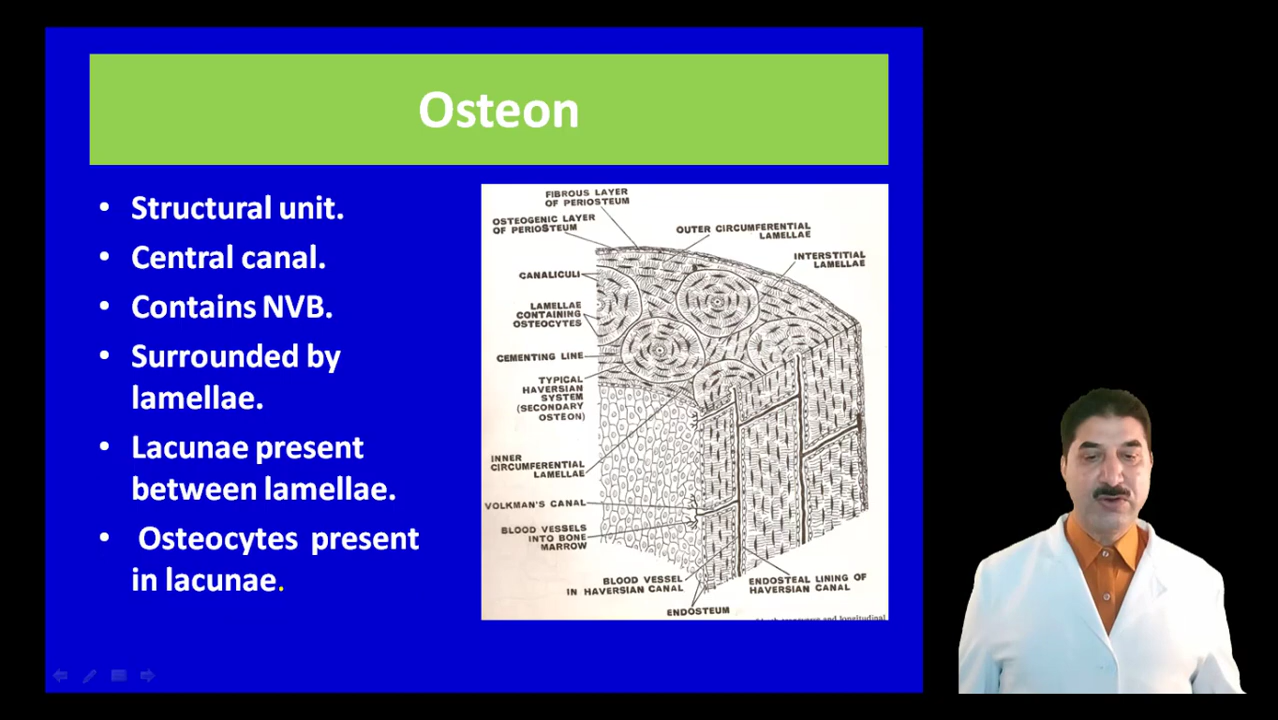 Osteon
• Structural unit.
• Central canal.
• Contains NVB.
• Surrounded by
lamellae.
• Lacunae present
between lamellae.
• Osteocytes present
in lacunae.
FIBROUS LAYER
OF PERIOSTEUM
OSTEOGENIC LAYER
OF PERIOSTEUM
OUTER CIRCUMFERENTIAL
LAMELLAE
INTERSTITIAL
LAMELLAE
CANALICULI
LAMELLAE
CONTAINING
OSTEOCYTES
CEMENTING LINE
TYPICAL
HAVERSIAN
SYSTEM
(SECONDARY
OSTEON)
INNER
CIRCUMFERENTIAL
LAMELLAE
VOLKMAN'S CANAL
BLOOD VESSELS
INTO BONE
MARROW
BLOOD VESSEL
IN HAVERSIAN CANAL
ENDOSTEAL LINING OF
HAVERSIAN CANAL
ENDOSTEUM
and longitudinal